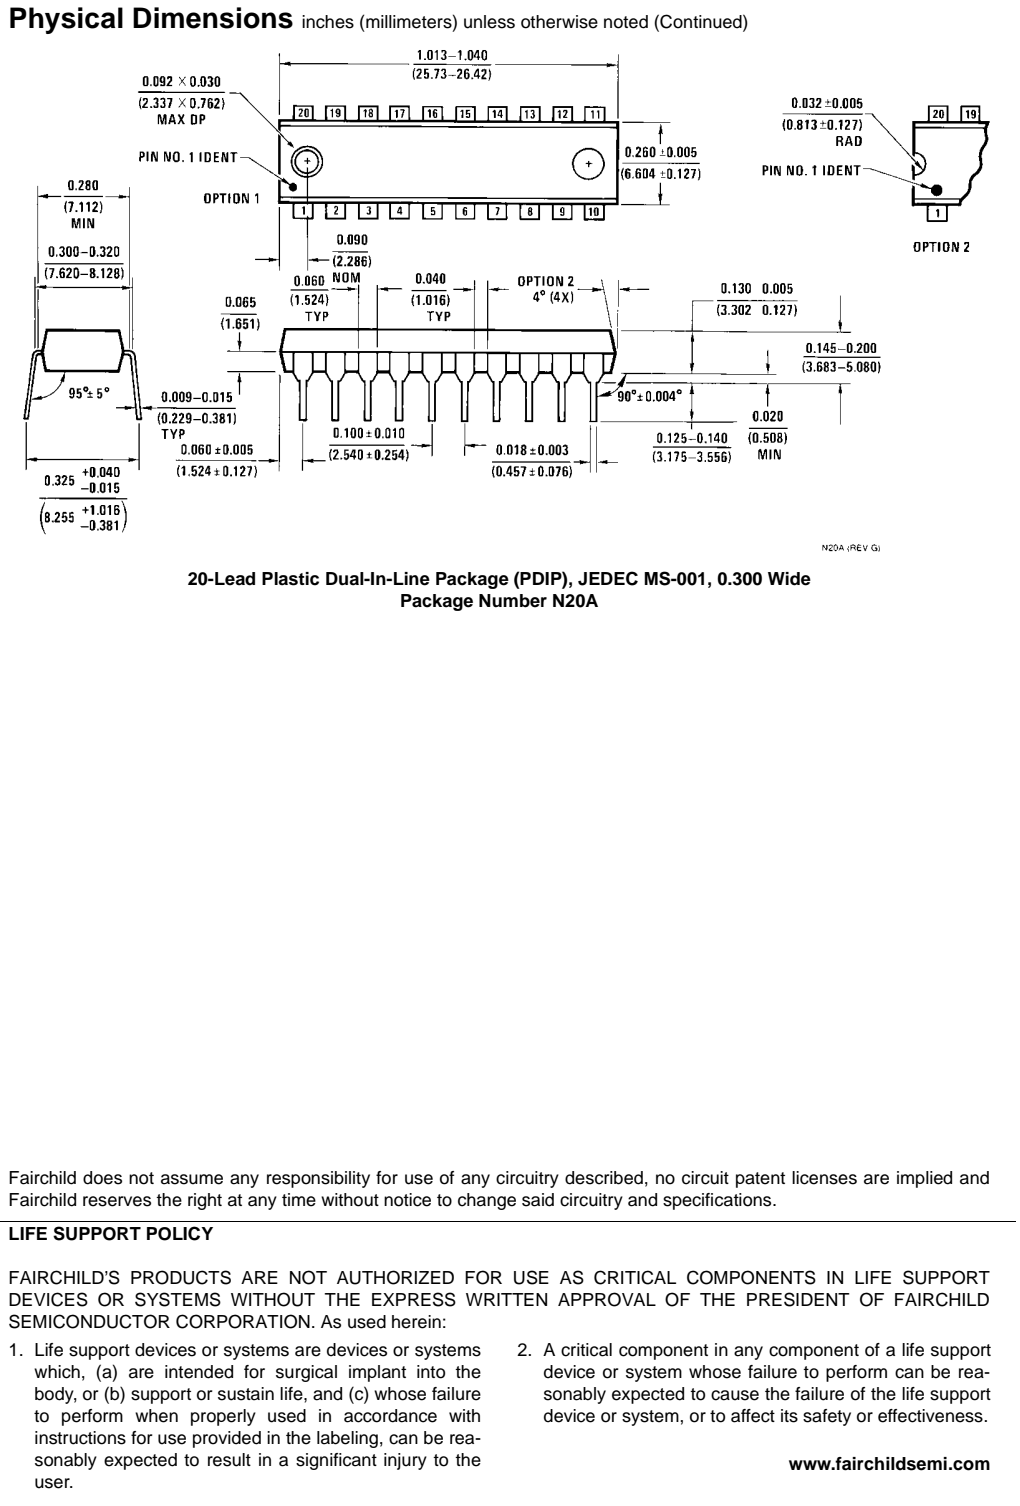 Physical Dimensions inches (millimeters) unless otherwise noted (Continued)
1.013–1.040
(25.73–26.42)
0.092 × 0.030
(2.337 × 0.762)
MAX DP
20 19 18 17 16 15 14 13 12 11
0.032 ±0.005
(0.813 ±0.127)
RAD
20 19
PIN NO. 1 IDENT
0.260 ±0.005
(6.604 ±0.127)
PIN NO. 1 IDENT
OPTION 1
1 2 3 4 5 6 7 8 9 10
1
OPTION 2
0.280
(7.112)
MIN
0.300–0.320
(7.620–8.128)
0.090
(2.286)
NOM
0.060
(1.524)
TYP
0.040
(1.016)
TYP
OPTION 2
4° (4X)
0.130 0.005
(3.302 0.127)
0.065
(1.651)
0.145–0.200
(3.683–5.080)
95° ± 5°
0.009–0.015
(0.229–0.381)
TYP
90° ± 0.004°
0.020
(0.508)
MIN
0.100 ± 0.010
(2.540 ± 0.254)
0.125–0.140
(3.175–3.556)
0.060 ±0.005
(1.524 ± 0.127)
0.018 ±0.003
(0.457 ±0.076)
0.325 +0.040 –0.015
(8.255 +1.016 –0.381)
N20A (REV G)
20-Lead Plastic Dual-In-Line Package (PDIP), JEDEC MS-001, 0.300 Wide
Package Number N20A
Fairchild does not assume any responsibility for use of any circuitry described, no circuit patent licenses are implied and
Fairchild reserves the right at any time without notice to change said circuitry and specifications.
LIFE SUPPORT POLICY
FAIRCHILD'S PRODUCTS ARE NOT AUTHORIZED FOR USE AS CRITICAL COMPONENTS IN LIFE SUPPORT
DEVICES OR SYSTEMS WITHOUT THE EXPRESS WRITTEN APPROVAL OF THE PRESIDENT OF FAIRCHILD
SEMICONDUCTOR CORPORATION. As used herein:
1. Life support devices or systems are devices or systems
which, (a) are intended for surgical implant into the
body, or (b) support or sustain life, and (c) whose failure
to perform when properly used in accordance with
instructions for use provided in the labeling, can be rea-
sonably expected to result in a significant injury to the
user.
2. A critical component in any component of a life support
device or system whose failure to perform can be rea-
sonably expected to cause the failure of the life support
device or system, or to affect its safety or effectiveness.
www.fairchildsemi.com